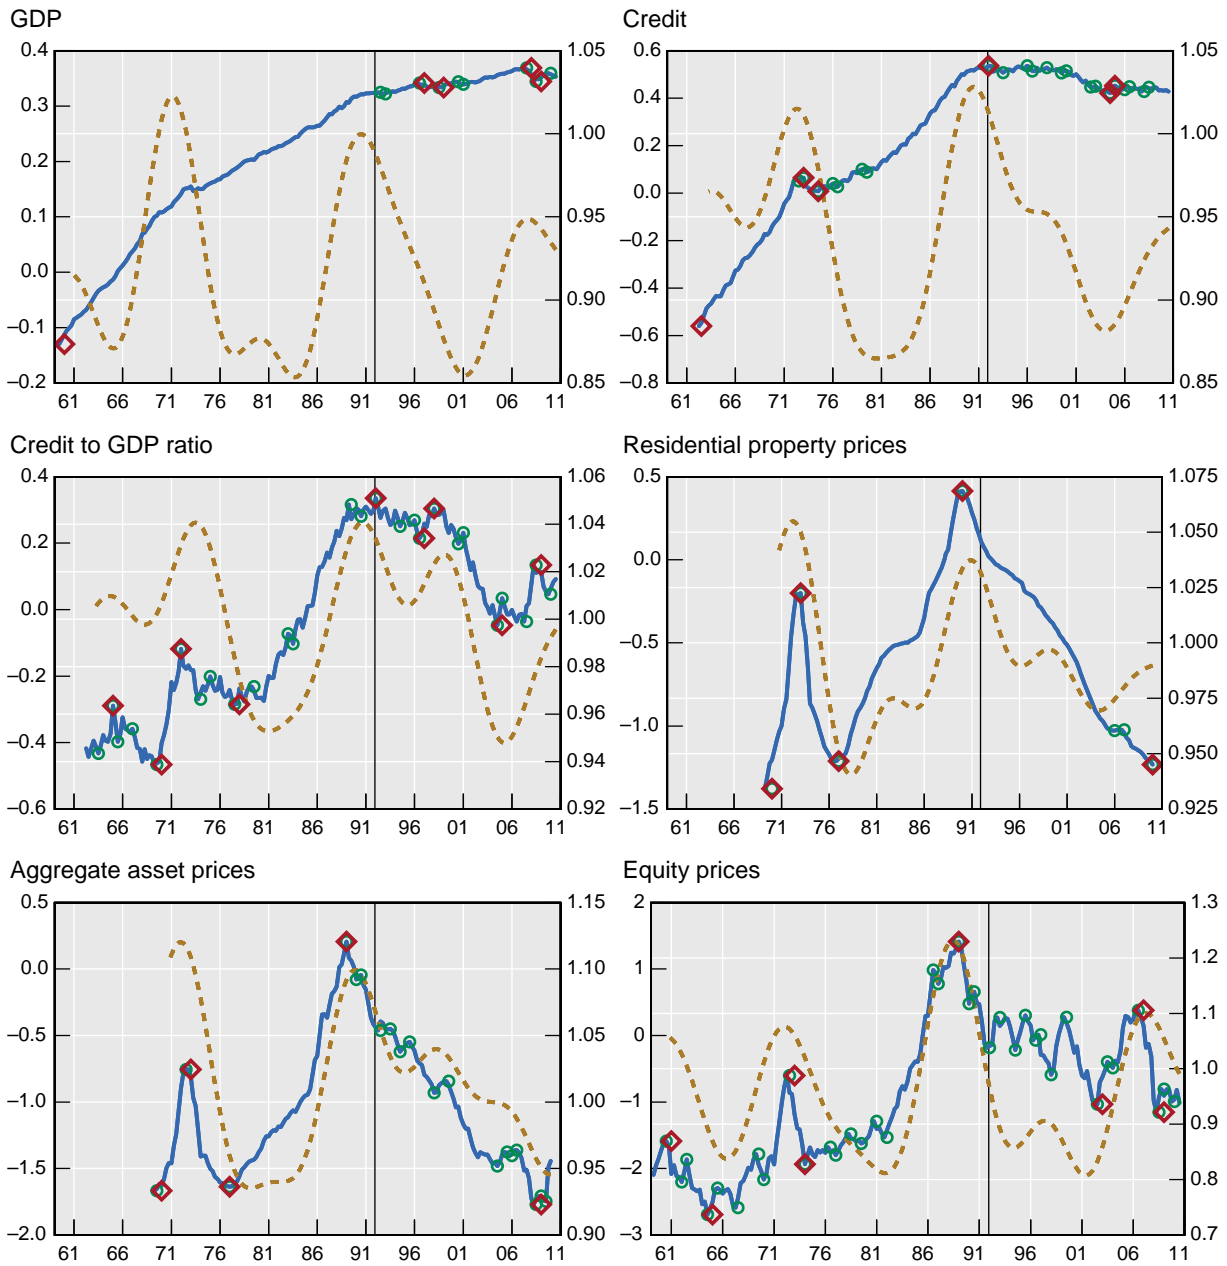 GDP
Credit
0.4 1.05 0.6 1.05
0.3 0.4
1.00 0.2 1.00
0.2
0.0
0.1 0.95 0.95
–0.2
0.0
0.90 –0.4 0.90
–0.1 –0.6
–0.2 0.85 –0.8 0.85
61 66 71 76 81 86 91 96 01 06 11 61 66 71 76 81 86 91 96 01 06 11
Credit to GDP ratio
Residential property prices
0.4 1.06 0.5 1.075
1.04 1.050
0.2 0.0
1.02 1.025
0.0 1.00 –0.5 1.000
–0.2 0.98 0.975
–1.0
0.96
–0.4 0.94 0.950
–0.6 0.92 –1.5 0.925
61 66 71 76 81 86 91 96 01 06 11 61 66 71 76 81 86 91 96 01 06 11
Aggregate asset prices
Equity prices
0.5 1.15 2 1.3
0.0 1.10 1 1.2
–0.5 1.05 0 1.1
1.0
–1.0 1.00 –1
0.9
–1.5 0.95 –2 0.8
–2.0 0.90 –3 0.7
61 66 71 76 81 86 91 96 01 06 11 61 66 71 76 81 86 91 96 01 06 11